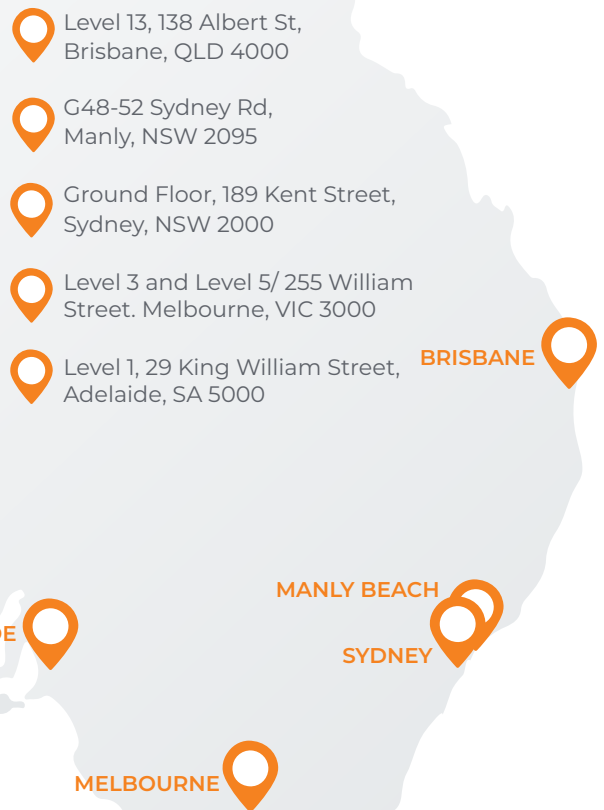 Level 13, 138 Albert St,
Brisbane, QLD 4000
G48-52 Sydney Rd,
Manly, NSW 2095
Ground Floor, 189 Kent Street,
Sydney, NSW 2000
Level 3 and Level 5/ 255 William
Street. Melbourne, VIC 3000
Level 1, 29 King William Street,
Adelaide, SA 5000
BRISBANE
MANLY BEACH
SYDNEY
MELBOURNE